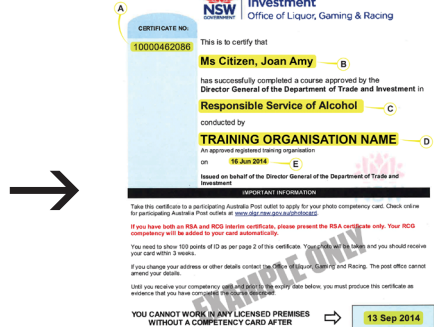 Investment
A
NSW
GOVERNMENT
Office of Liquor, Gaming & Racing
CERTIFICATE NO:
10000462086
This is to certify that
Ms Citizen, Joan Amy
B
has successfully completed a course approved by the
Director General of the Department of Trade and Investment in
Responsible Service of Alcohol
C
conducted by
TRAINING ORGANISATION NAME
D
An approved registered training organisation
on 16 Jun 2014
E
Issued on behalf of the Director General of the Department of Trade and
Investment
IMPORTANT INFORMATION
Take this certificate to a participating Australia Post outlet to apply for your photo competency card. Check online
for participating Australia Post outlets at www.olgr.nsw.gov.au/photocard.
If you have both an RSA and RCG interim certificate, please present the RSA certificate only. Your RCG
competency will be added to your card automatically.
You need to show 100 points of ID as per page 2 of this certificate. Your photo will be taken and you should receive
your card within 3 weeks.
If you change your address or other details contact the Office of Liquor, Gaming and Racing. The post office cannot
amend your details.
Until you receive your competency card and prior to the expiry date below, you must produce this certificate as
evidence that you have completed the course described.
EXAMPLE ONLY
YOU CANNOT WORK IN ANY LICENSED PREMISES
WITHOUT A COMPETENCY CARD AFTER
13 Sep 2014